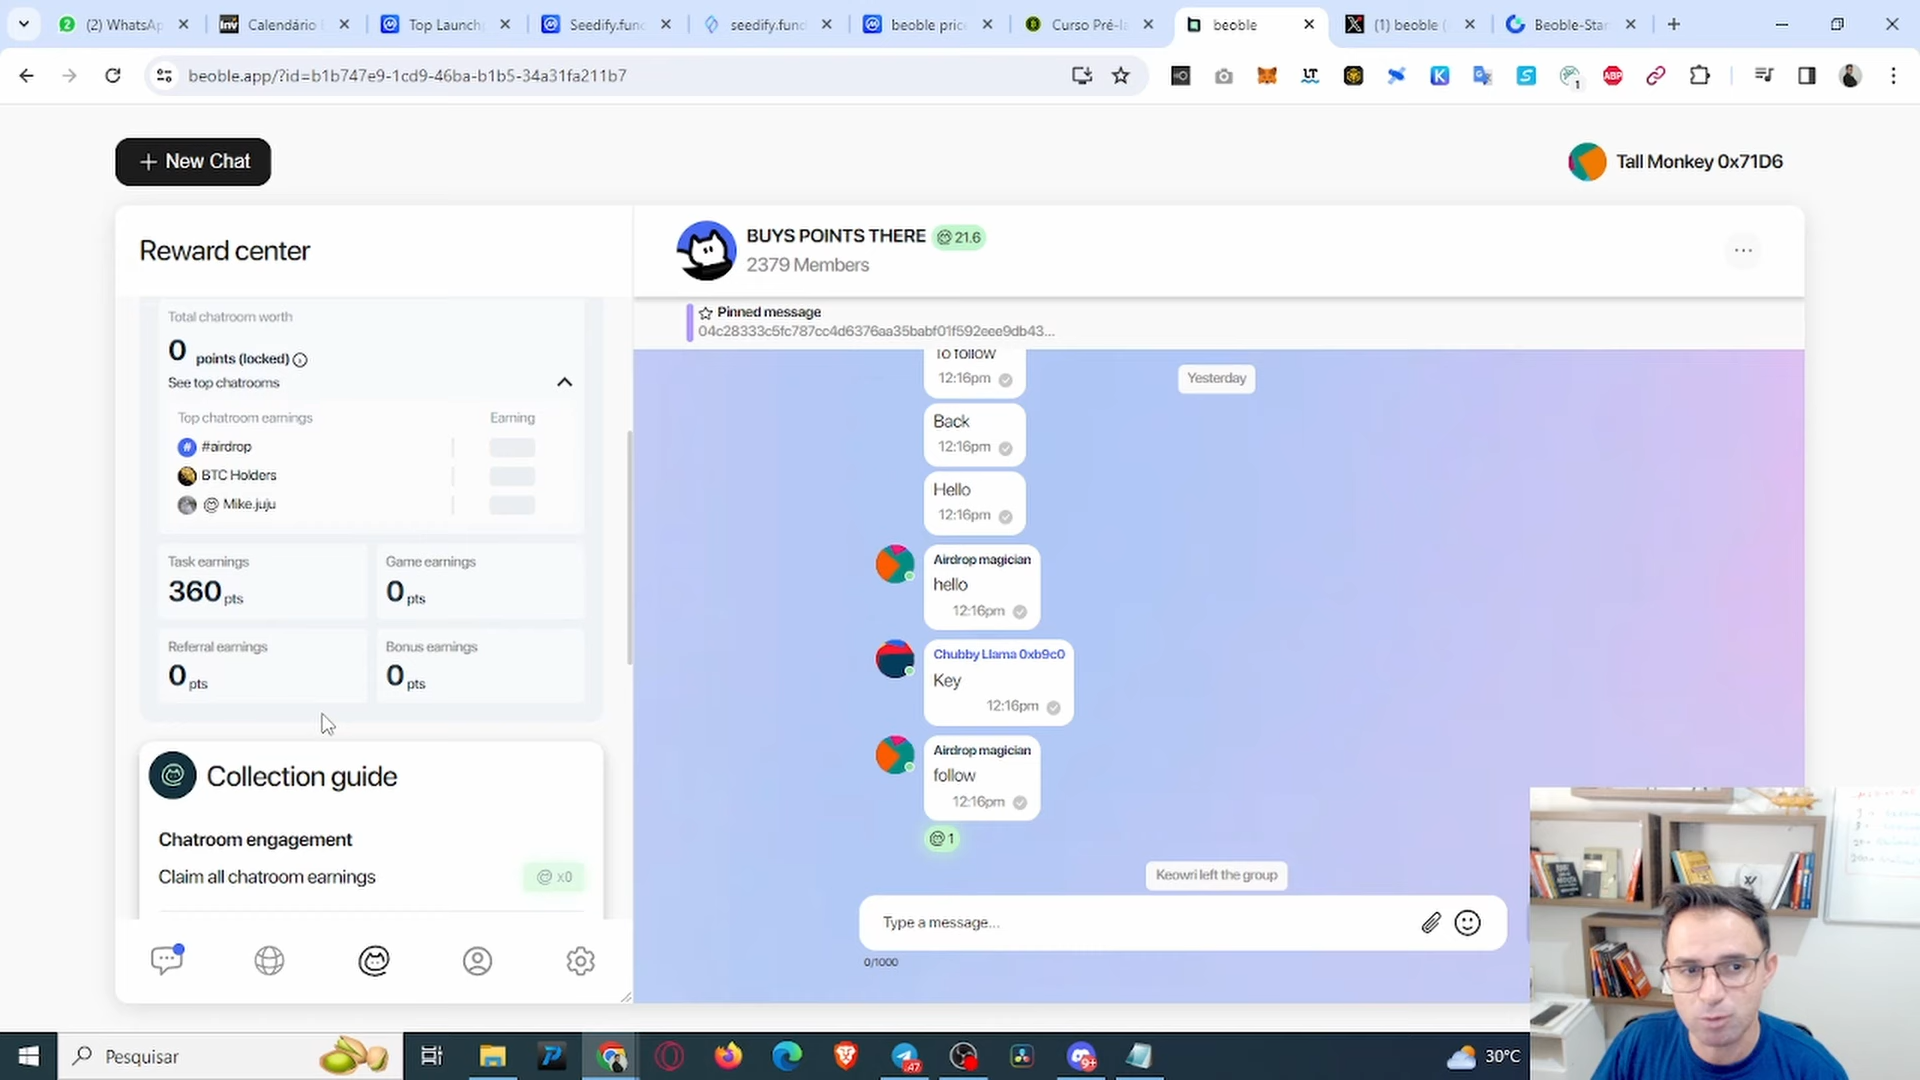 (2) WhatsAp
Calendário
Top Launch
Seedify.func
seedify.fund
beoble price
Curso Pré-la
beoble
(1) beoble (
Beoble-Star
beoble.app/?id=b1b747e9-1cd9-46ba-b1b5-34a31fa211b7
New Chat
Tall Monkey 0x71D6
Reward center
BUYS POINTS THERE
21.6
2379 Members
Pinned message
04c28333c5fc787cc4d6376aa35babf01f592eee9db43...
Total chatroom worth
0 points (locked)
See top chatrooms
Top chatroom earnings
Earning
#airdrop
BTC Holders
Mike.juju
Task earnings
360 pts
Game earnings
0 pts
Referral earnings
0 pts
Bonus earnings
0 pts
Collection guide
Chatroom engagement
Claim all chatroom earnings
x0
Yesterday
To follow
12:16pm
Back
12:16pm
Hello
12:16pm
Airdrop magician
hello
12:16pm
Chubby Llama 0xb9c0
Key
12:16pm
Airdrop magician
follow
12:16pm
1
Keowri left the group
Type a message...
0/1000
Pesquisar
30°C